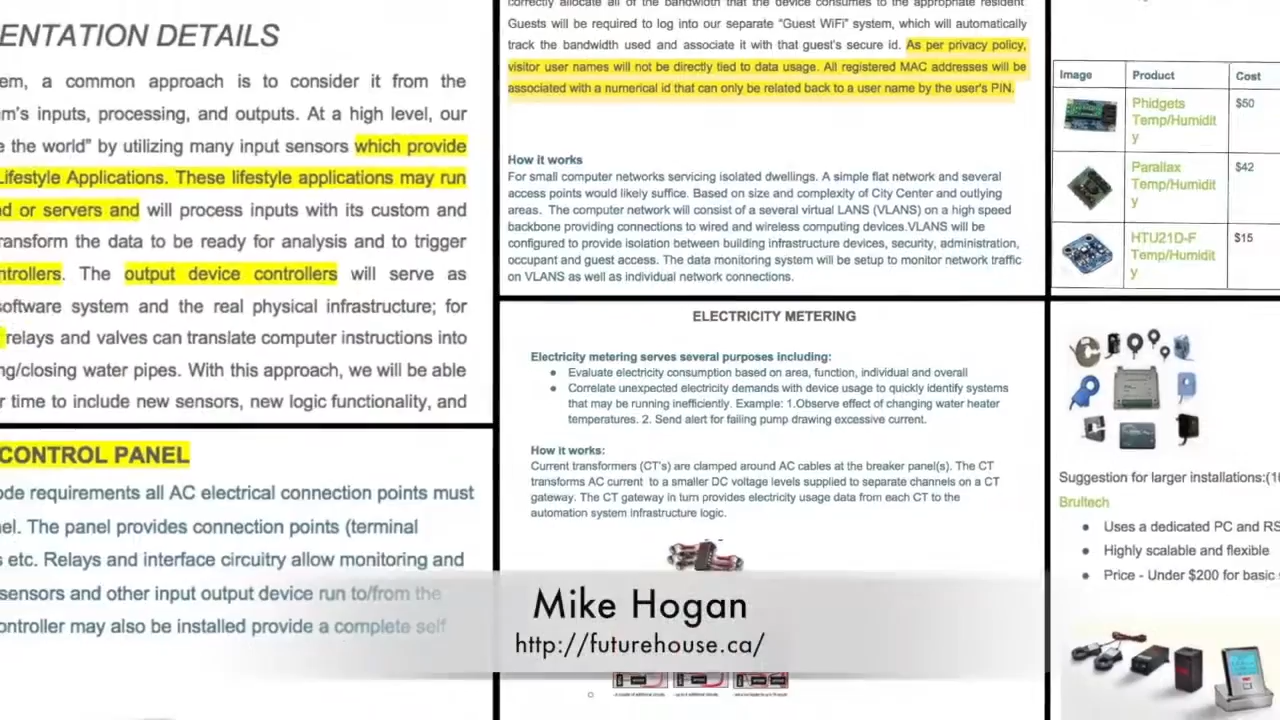 ENTATION DETAILS
em, a common approach is to consider it from the
m's inputs, processing, and outputs. At a high level, our
e the world" by utilizing many input sensors which provide
Lifestyle Applications. These lifestyle applications may run
d or servers and will process inputs with its custom and
ransform the data to be ready for analysis and to trigger
ntrollers. The output device controllers will serve as
software system and the real physical infrastructure; for
relays and valves can translate computer instructions into
ng/closing water pipes. With this approach, we will be able
r time to include new sensors, new logic functionality, and
CONTROL PANEL
ode requirements all AC electrical connection points must
nel. The panel provides connection points (terminal
s etc. Relays and interface circuitry allow monitoring and
sensors and other input output device run to/from the
ontroller may also be installed provide a complete self
correctly allocate all of the bandwidth that the device consumes to the appropriate resident
Guests will be required to log into our separate "Guest WiFi" system, which will automatically
track the bandwidth used and associate it with that guest's secure id. As per privacy policy,
visitor user names will not be directly tied to data usage. All registered MAC addresses will be
associated with a numerical id that can only be related back to a user name by the user's PIN.
How it works
For small computer networks servicing isolated dwellings. A simple flat network and several
access points would likely suffice. Based on size and complexity of City Center and outlying
areas. The computer network will consist of a several virtual LANS (VLANS) on a high speed
backbone providing connections to wired and wireless computing devices.VLANS will be
configured to provide isolation between building infrastructure devices, security, administration,
occupant and guest access. The data monitoring system will be setup to monitor network traffic
on VLANS as well as individual network connections.
ELECTRICITY METERING
Electricity metering serves several purposes including:
● Evaluate electricity consumption based on area, function, individual and overall
● Correlate unexpected electricity demands with device usage to quickly identify systems
that may be running inefficiently. Example: 1.Observe effect of changing water heater
temperatures. 2. Send alert for failing pump drawing excessive current.
How it works:
Current transformers (CT's) are clamped around AC cables at the breaker panel(s). The CT
transforms AC current to a smaller DC voltage levels supplied to separate channels on a CT
gateway. The CT gateway in turn provides electricity usage data from each CT to the
automation system infrastructure logic.
Image Product Cost
Phidgets $50
Temp/Humidit
y
Parallax $42
Temp/Humidit
y
HTU21D-F $15
Temp/Humidit
y
Suggestion for larger installations:(1
Brultech
● Uses a dedicated PC and RS
● Highly scalable and flexible
● Price - Under $200 for basic
Mike Hogan
http://futurehouse.ca/